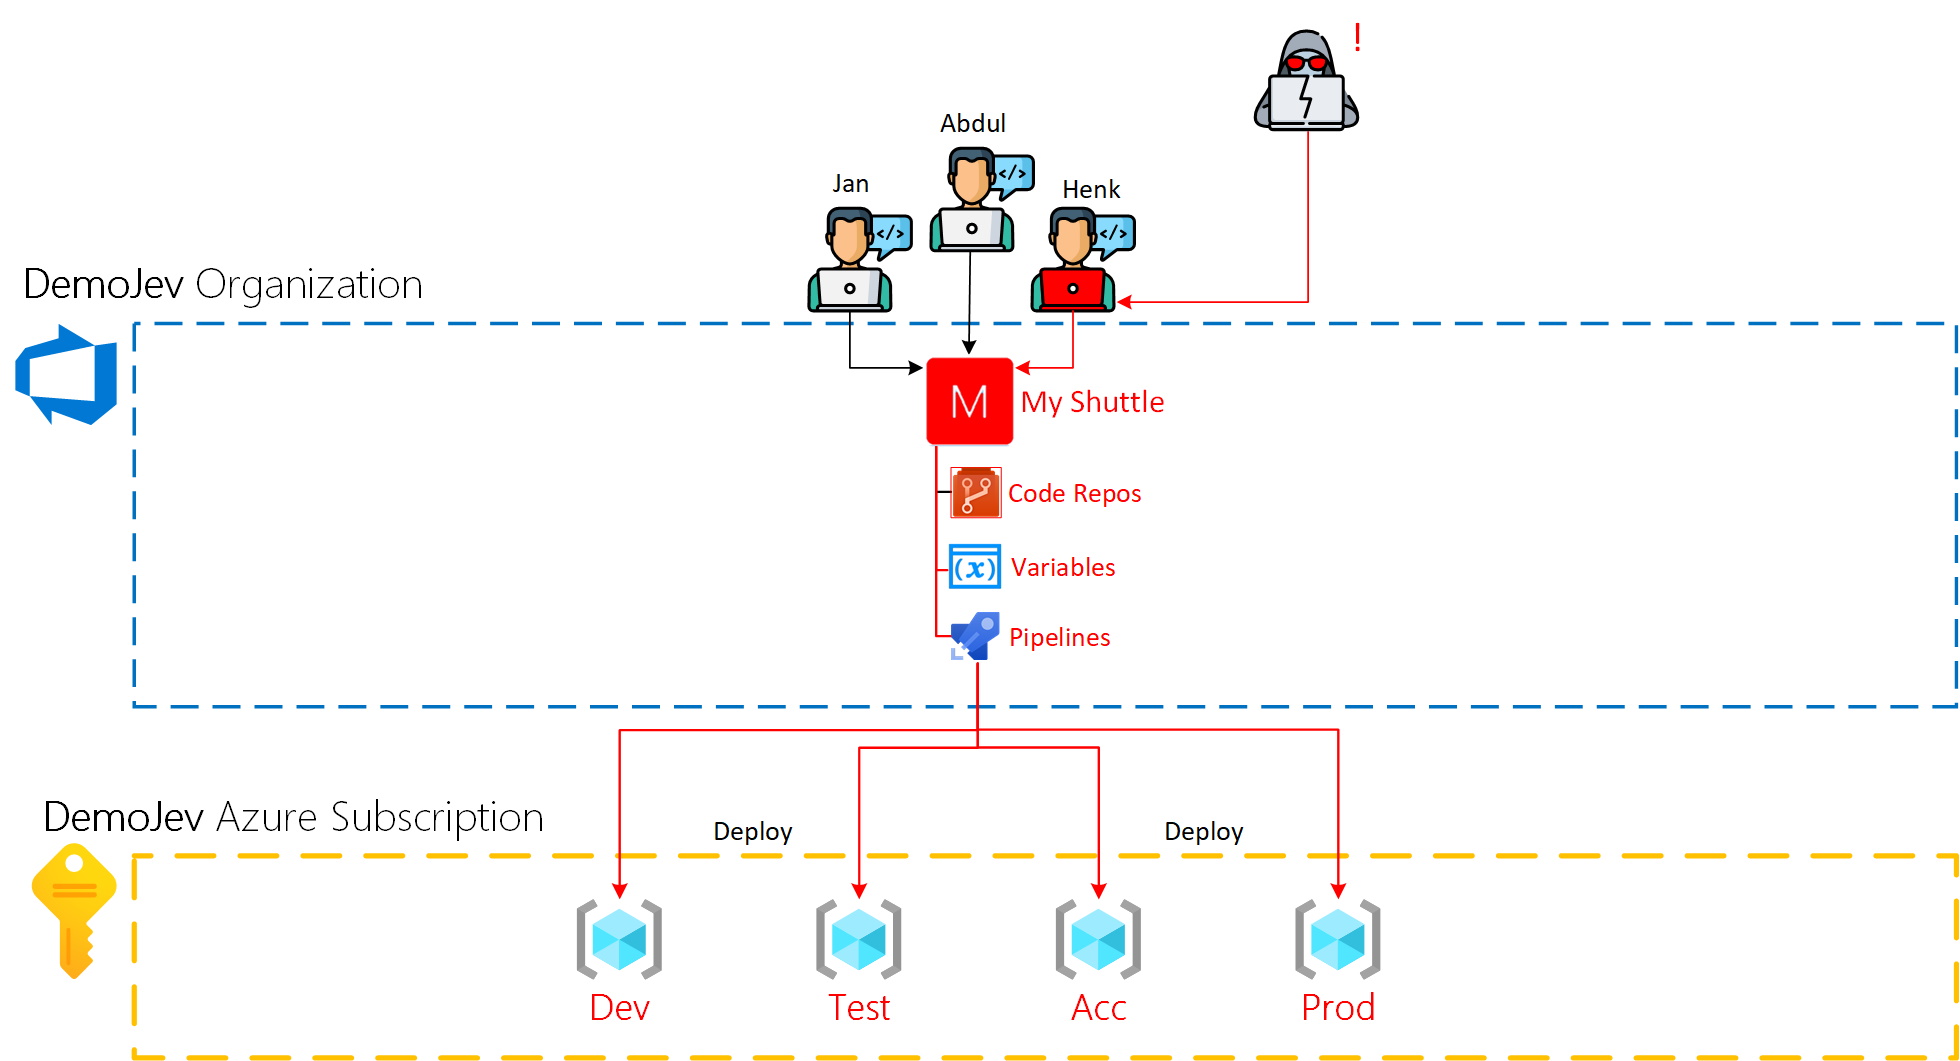 !
Abdul
Jan
Henk
</>
</>
</>
DemoJev Organization
M
My Shuttle
Code Repos
(x)
Variables
Pipelines
DemoJev Azure Subscription
Deploy
Deploy
Dev
Test
Acc
Prod